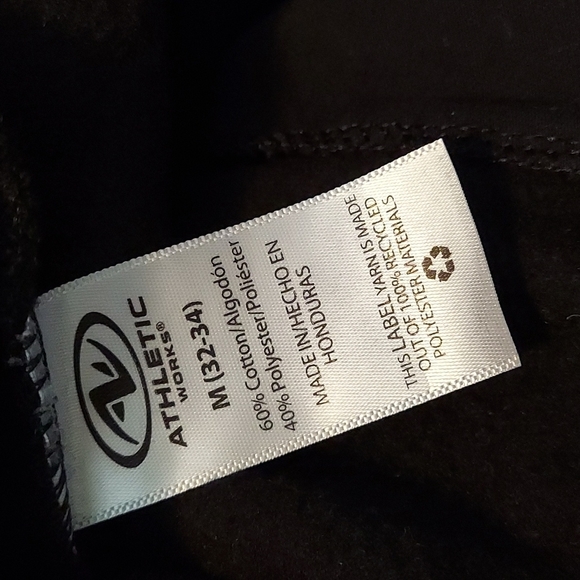 ATHLETIC
WORKS®
M (32-34)
60% Cotton/Algodón
40% Polyester/Poliéster
MADE IN/HECHO EN
HONDURAS
THIS LABEL YARN IS MADE
OUT OF 100% RECYCLED
POLYESTER MATERIALS